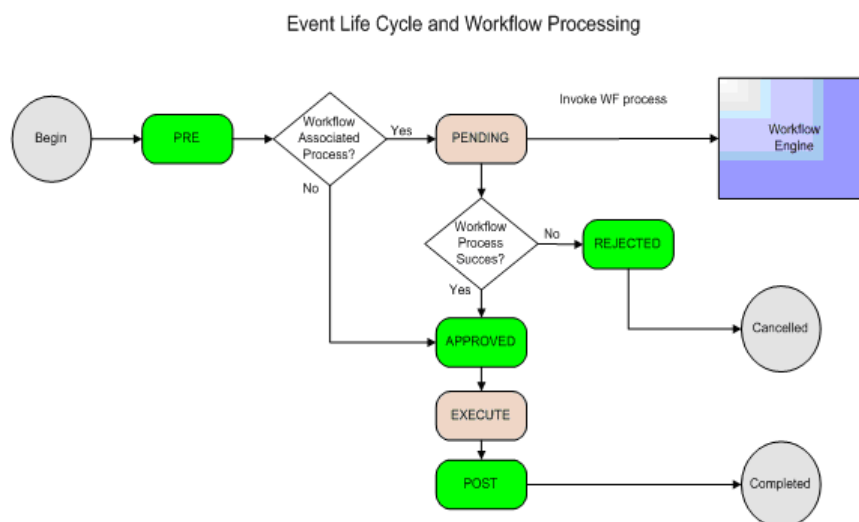 Event Life Cycle and Workflow Processing
Invoke WF process
Begin
PRE
Workflow
Associated
Process?
Yes
PENDING
Workflow
Engine
No
Workflow
Process
Succes?
No
REJECTED
Yes
APPROVED
Cancelled
EXECUTE
POST
Completed